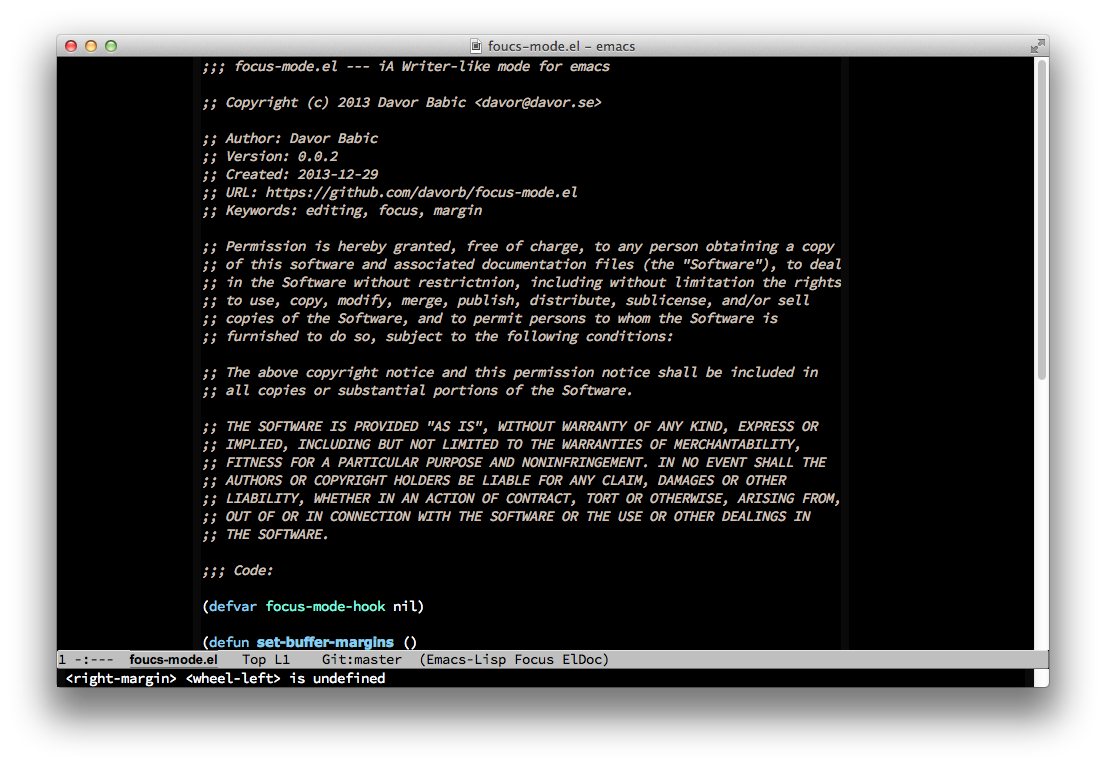 foucs-mode.el – emacs
;;; focus-mode.el --- iA Writer-like mode for emacs
;; Copyright (c) 2013 Davor Babic <davor@davor.se>
;; Author: Davor Babic
;; Version: 0.0.2
;; Created: 2013-12-29
;; URL: https://github.com/davorb/focus-mode.el
;; Keywords: editing, focus, margin
;; Permission is hereby granted, free of charge, to any person obtaining a copy
;; of this software and associated documentation files (the "Software"), to deal
;; in the Software without restrictnion, including without limitation the rights
;; to use, copy, modify, merge, publish, distribute, sublicense, and/or sell
;; copies of the Software, and to permit persons to whom the Software is
;; furnished to do so, subject to the following conditions:
;; The above copyright notice and this permission notice shall be included in
;; all copies or substantial portions of the Software.
;; THE SOFTWARE IS PROVIDED "AS IS", WITHOUT WARRANTY OF ANY KIND, EXPRESS OR
;; IMPLIED, INCLUDING BUT NOT LIMITED TO THE WARRANTIES OF MERCHANTABILITY,
;; FITNESS FOR A PARTICULAR PURPOSE AND NONINFRINGEMENT. IN NO EVENT SHALL THE
;; AUTHORS OR COPYRIGHT HOLDERS BE LIABLE FOR ANY CLAIM, DAMAGES OR OTHER
;; LIABILITY, WHETHER IN AN ACTION OF CONTRACT, TORT OR OTHERWISE, ARISING FROM,
;; OUT OF OR IN CONNECTION WITH THE SOFTWARE OR THE USE OR OTHER DEALINGS IN
;; THE SOFTWARE.
;;; Code:
(defvar focus-mode-hook nil)
(defun set-buffer-margins ()
1 -:--- foucs-mode.el Top L1 Git:master (Emacs-Lisp Focus ElDoc)
<right-margin> <wheel-left> is undefined